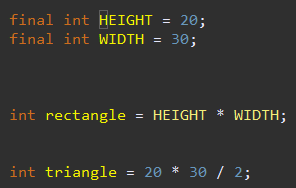 final int HEIGHT = 20;
final int WIDTH = 30;
int rectangle = HEIGHT * WIDTH;
int triangle = 20 * 30 / 2;